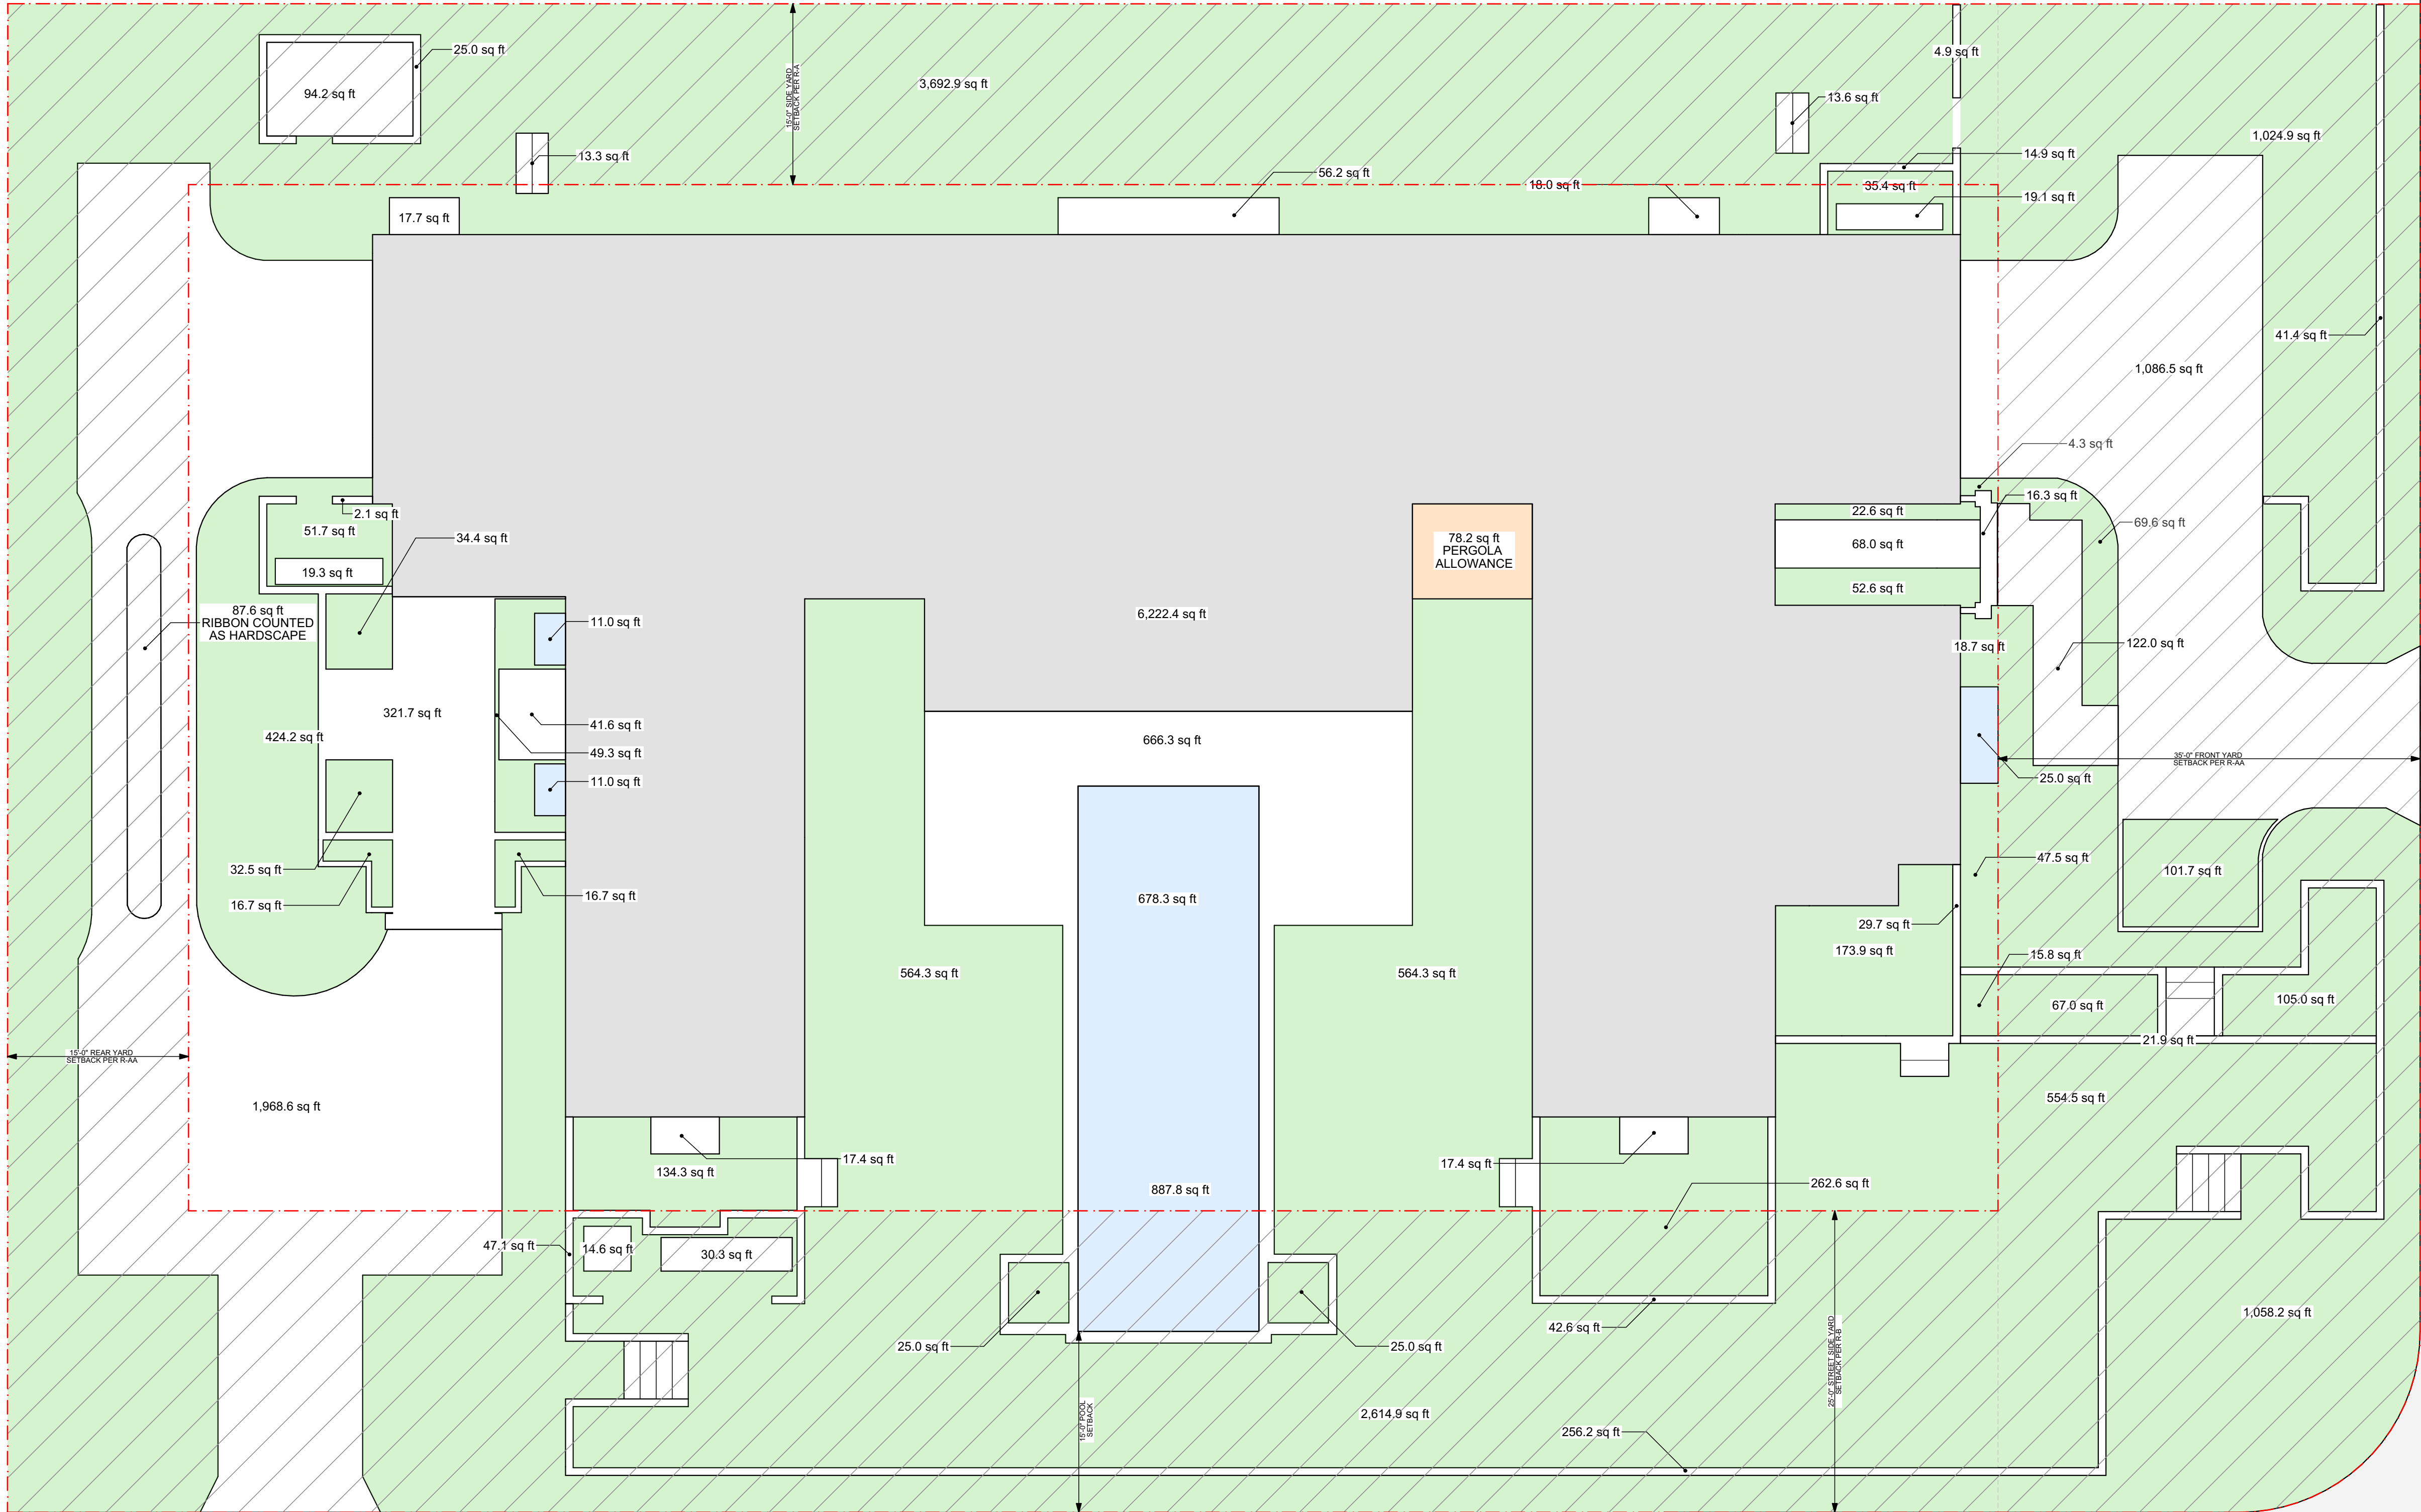 25.0 sq ft
94.2 sq ft
15'-0" SIDE YARD
SETBACK PER R-A
3,692.9 sq ft
4.9 sq ft
13.6 sq ft
1,024.9 sq ft
13.3 sq ft
14.9 sq ft
56.2 sq ft
18.0 sq ft
35.4 sq ft
19.1 sq ft
17.7 sq ft
41.4 sq ft
1,086.5 sq ft
4.3 sq ft
16.3 sq ft
2.1 sq ft
51.7 sq ft
34.4 sq ft
78.2 sq ft
PERGOLA
ALLOWANCE
22.6 sq ft
69.6 sq ft
68.0 sq ft
19.3 sq ft
52.6 sq ft
87.6 sq ft
RIBBON COUNTED
AS HARDSCAPE
11.0 sq ft
6,222.4 sq ft
18.7 sq ft
122.0 sq ft
321.7 sq ft
41.6 sq ft
424.2 sq ft
49.3 sq ft
666.3 sq ft
35'-0" FRONT YARD
SETBACK PER R-AA
11.0 sq ft
25.0 sq ft
32.5 sq ft
16.7 sq ft
16.7 sq ft
678.3 sq ft
47.5 sq ft
101.7 sq ft
29.7 sq ft
173.9 sq ft
15.8 sq ft
564.3 sq ft
564.3 sq ft
67.0 sq ft
105.0 sq ft
21.9 sq ft
15'-0" REAR YARD
SETBACK PER R-AA
1,968.6 sq ft
554.5 sq ft
17.4 sq ft
134.3 sq ft
17.4 sq ft
887.8 sq ft
262.6 sq ft
47.1 sq ft
14.6 sq ft
30.3 sq ft
25.0 sq ft
25.0 sq ft
42.6 sq ft
1,058.2 sq ft
25'-0" STREET SIDE YARD
SETBACK PER R-B
15'-0" POOL
SETBACK
2,614.9 sq ft
256.2 sq ft